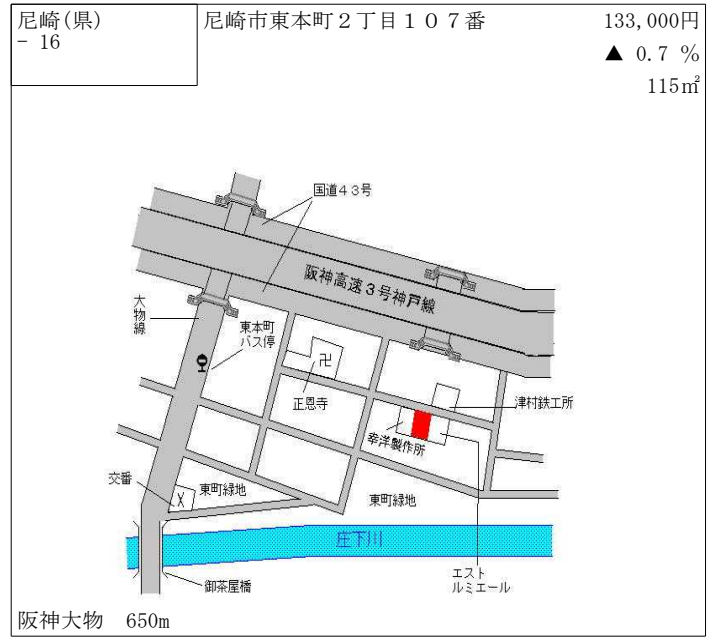 尼崎(県)
- 16
尼崎市東本町２丁目１０７番
133,000円
▲ 0.7 %
115㎡
国道４３号
阪神高速３号神戸線
大物線
東本町
バス停
卍
正恩寺
津村鉄工所
幸洋製作所
交番
X
東町緑地
東町緑地
庄下川
御茶屋橋
エスト
ルミエール
阪神大物　650m